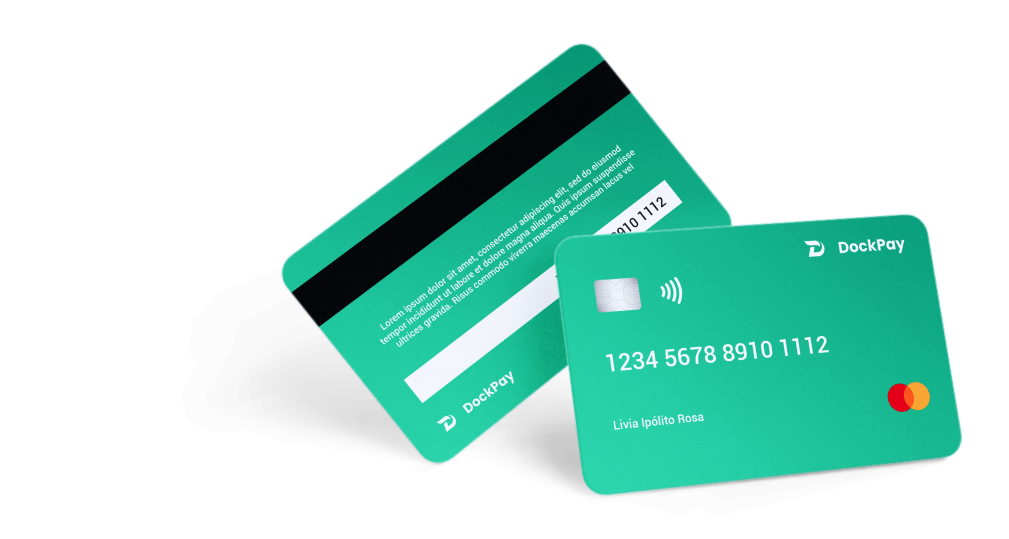 Lorem ipsum dolor sit amet, consectetur adipiscing elit, sed do eiusmod
tempor incididunt ut labore et dolore magna aliqua. Quis ipsum suspendisse
ultrices gravida. Risus commodo viverra maecenas accumsan lacus vel
8910 1112
DockPay
DockPay
1234 5678 8910 1112
Livia Ipólito Rosa